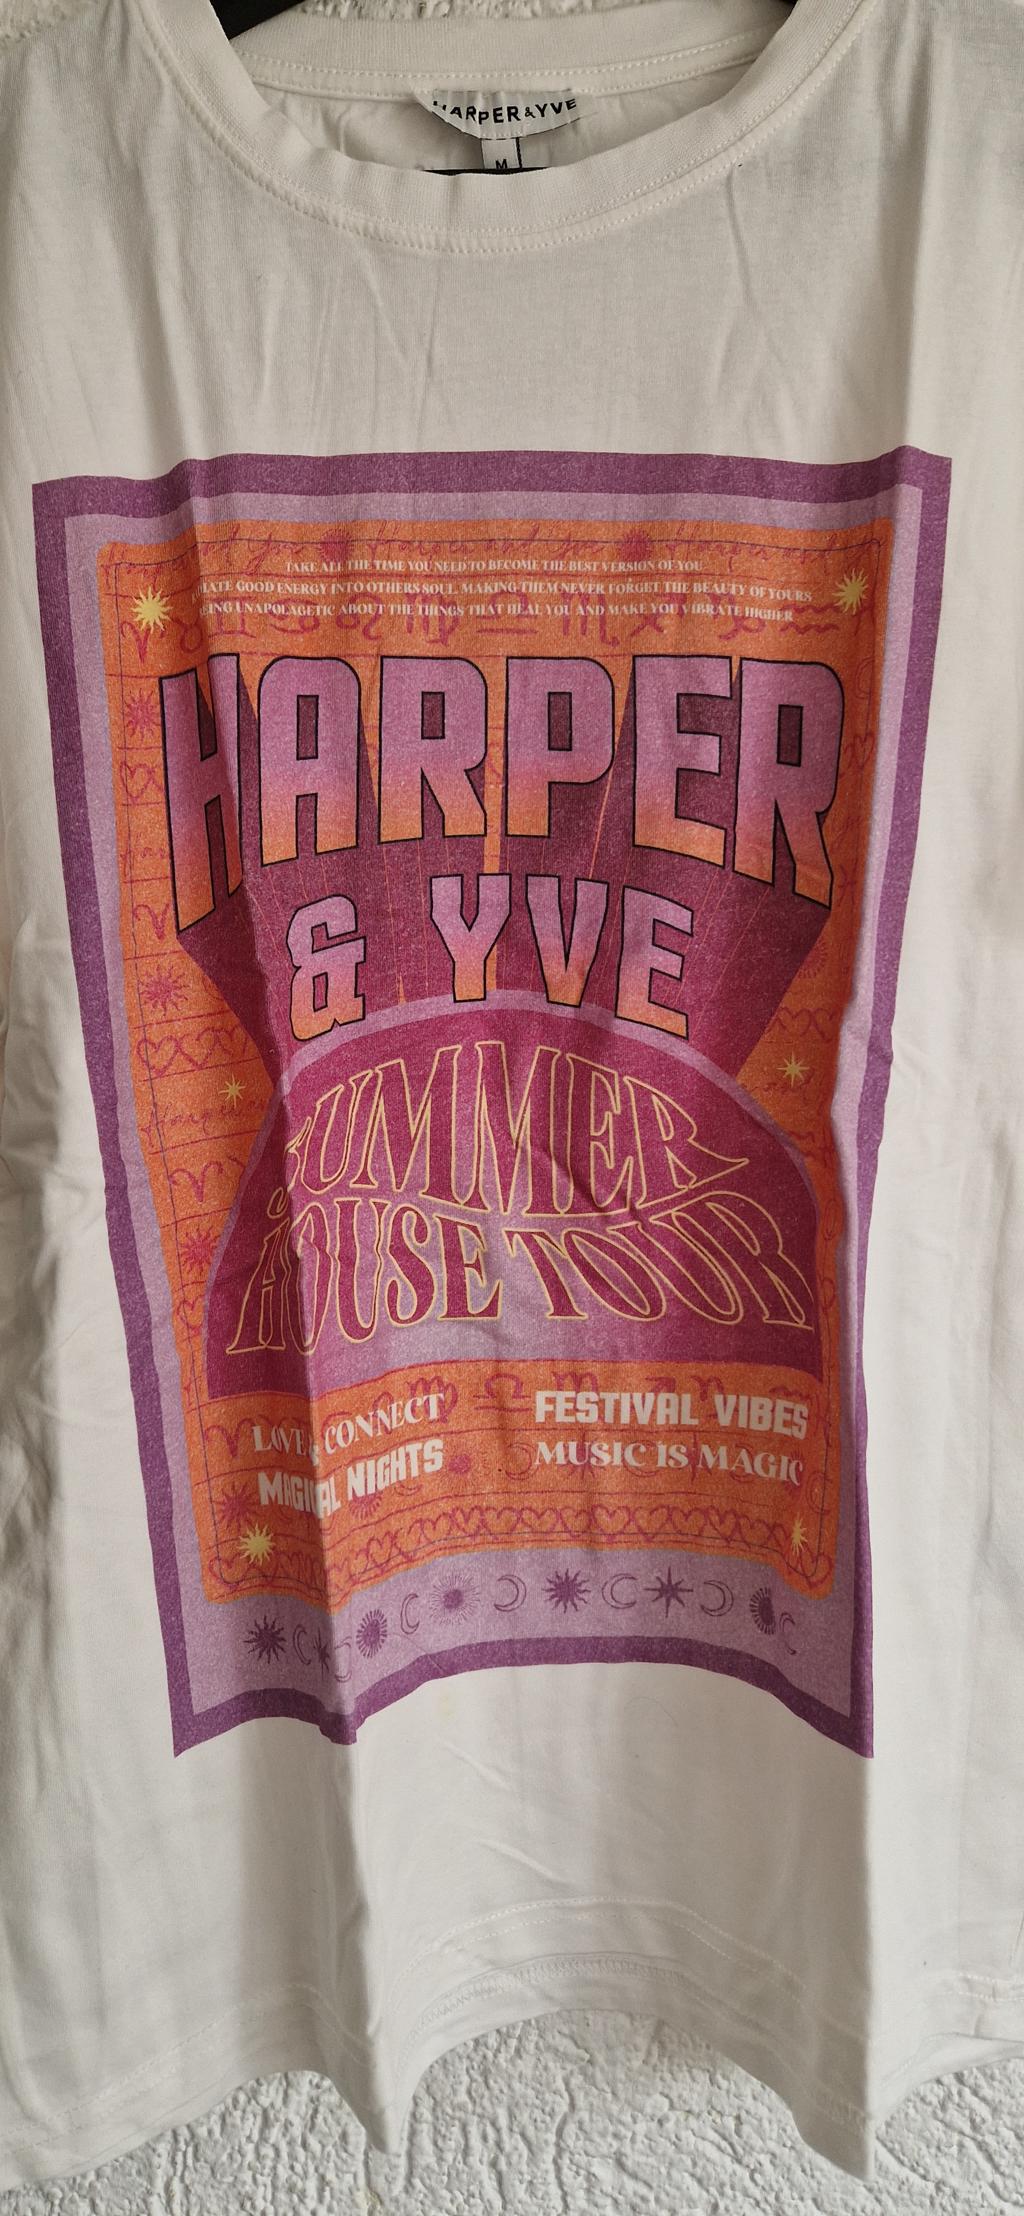 HARPER&YVE
M
TAKE ALL THE TIME YOU NEED TO BECOME THE BEST VERSION OF YOU
GOOD ENERGY INTO OTHERS SOUL. MAKING THEM NEVER FORGET THE BEAUTY OF YOURS
UNAPOLAGETIC ABOUT THE THINGS THAT HEAL YOU AND MAKE YOU VIBRATE HIGHER
HARPER
& YVE
SUMMER
HOUSE TOUR
LOVE & CONNECT
MAGICAL NIGHTS
FESTIVAL VIBES
MUSIC IS MAGIC